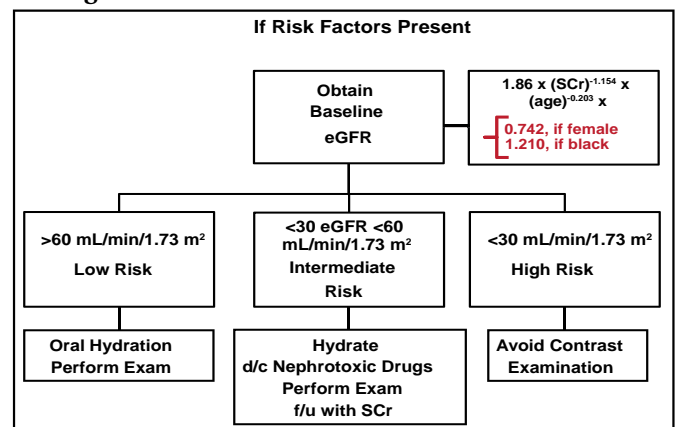 If Risk Factors Present
Obtain
Baseline
eGFR
1.86 x (SCr)-1.154 x
(age)-0.203 x
0.742, if female
1.210, if black
>60 mL/min/1.73 m²
Low Risk
<30 eGFR <60
mL/min/1.73 m²
Intermediate
Risk
<30 mL/min/1.73 m²
High Risk
Oral Hydration
Perform Exam
Hydrate
d/c Nephrotoxic Drugs
Perform Exam
f/u with SCr
Avoid Contrast
Examination